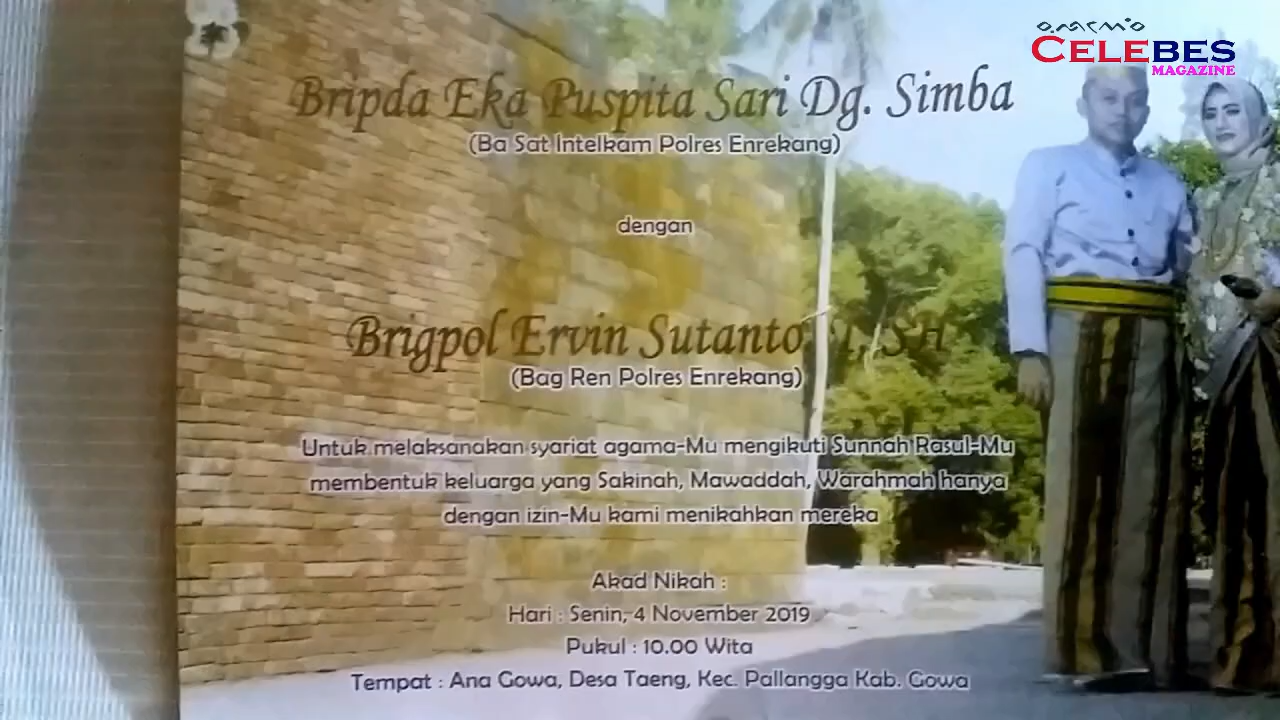 CELEBES
MAGAZINE
Bripda Eka Puspita Sari Dg. Simba
(Ba Sat Intelkam Polres Enrekang)
dengan
Brigpol Ervin Sutanto T, SH
(Bag Ren Polres Enrekang)
Untuk melaksanakan syariat agama-Mu mengikuti Sunnah Rasul-Mu
membentuk keluarga yang Sakinah, Mawaddah, Warahmah hanya
dengan izin-Mu kami menikahkan mereka
Akad Nikah :
Hari : Senin, 4 November 2019
Pukul : 10.00 Wita
Tempat : Ana Gowa, Desa Taeng, Kec. Pallangga Kab. Gowa